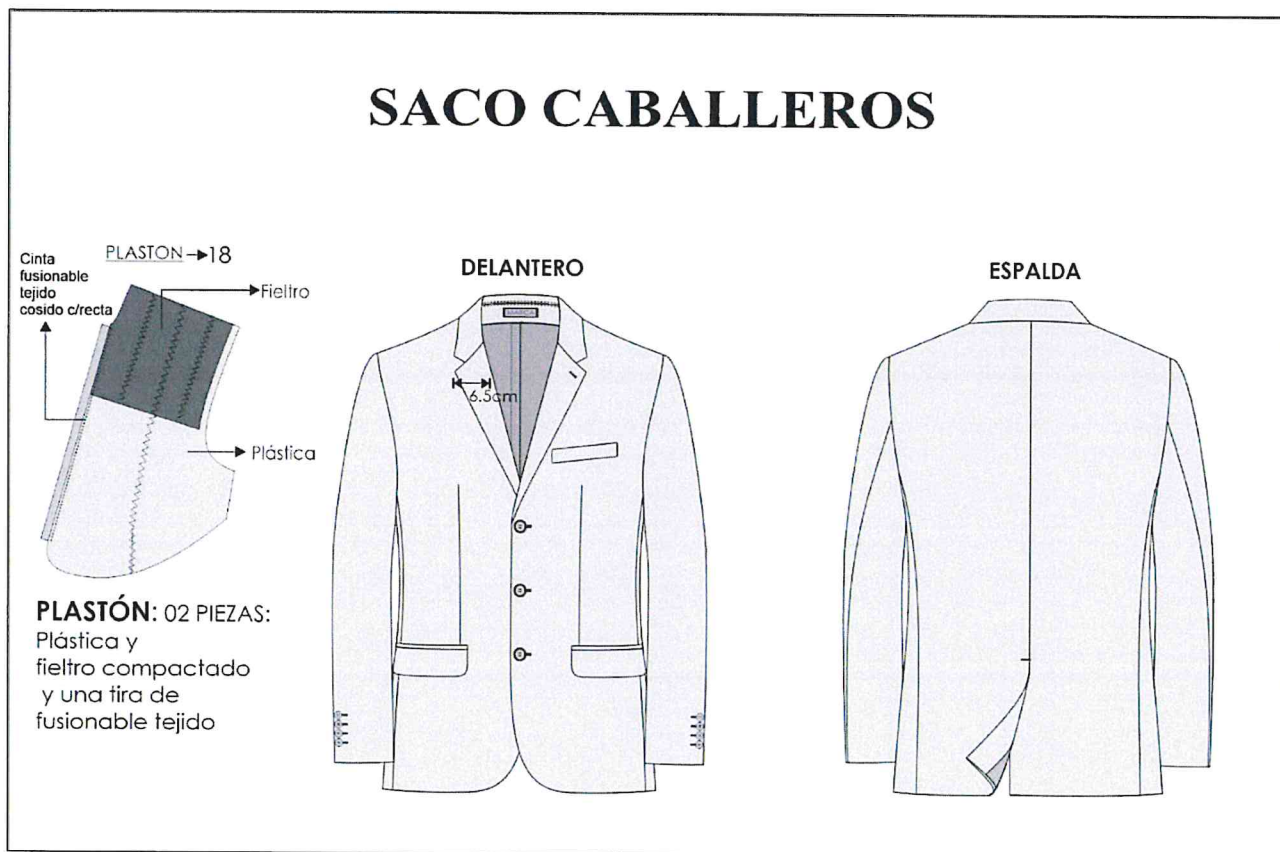 SACO CABALLEROS
Cinta
fusionable
tejido
cosido c/recta
PLASTON → 18
Fieltro
Plástica
PLASTÓN: 02 PIEZAS:
Plástica y
fieltro compactado
y una tira de
fusionable tejido
DELANTERO
MARCA
6.5cm
ESPALDA